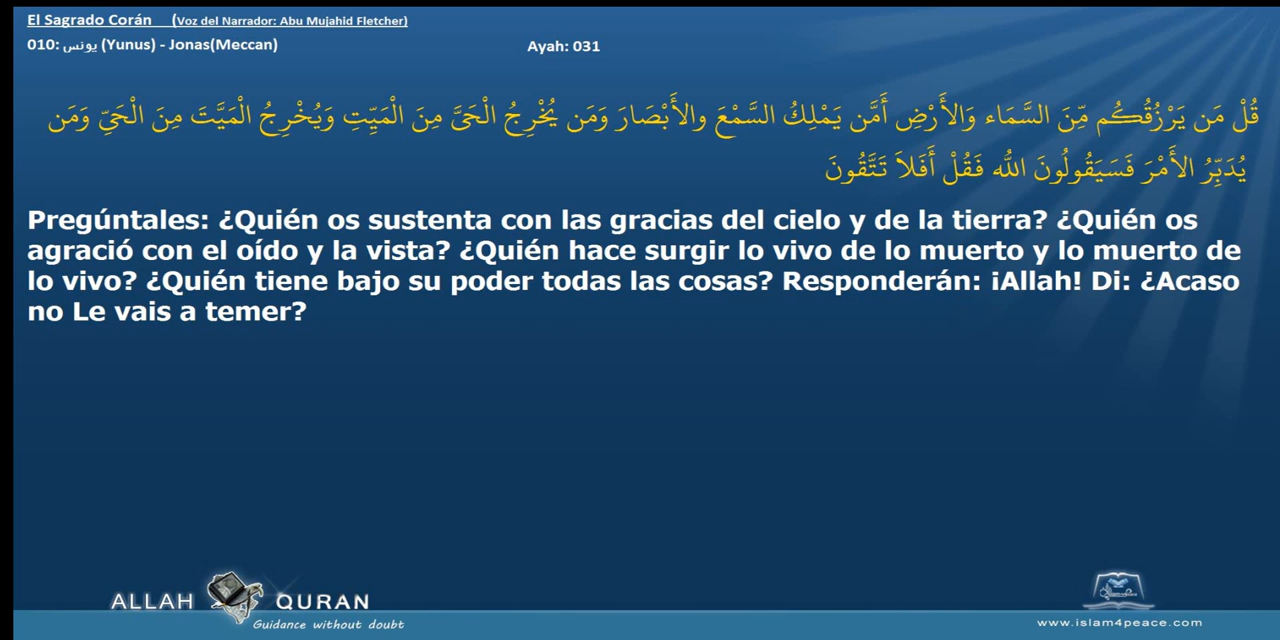 El Sagrado Corán (Voz del Narrador: Abu Mujahid Fletcher)
010: يونس (Yunus) - Jonas(Meccan) Ayah: 031
قُلْ مَن يَرْزُقُكُم مِّنَ السَّمَاء وَالأَرْضِ أَمَّن يَمْلِكُ السَّمْعَ والأَبْصَارَ وَمَن يُخْرِجُ الْحَيَّ مِنَ الْمَيِّتِ وَيُخْرِجُ الْمَيَّتَ مِنَ الْحَيِّ وَمَن
يُدَبِّرُ الأَمْرَ فَسَيَقُولُونَ اللّه فَقُلْ أَفَلاَ تَتَّقُونَ
Pregúntales: ¿Quién os sustenta con las gracias del cielo y de la tierra? ¿Quién os
agració con el oído y la vista? ¿Quién hace surgir lo vivo de lo muerto y lo muerto de
lo vivo? ¿Quién tiene bajo su poder todas las cosas? Responderán: ¡Allah! Di: ¿Acaso
no Le vais a temer?
ALLAH QURAN
Guidance without doubt
www.islam4peace.com